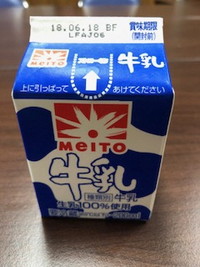 18.06.18 BF
LFAJ06
賞味期限
(開封前)
牛乳
上に引っぱって
あけてください
MEITO
牛乳
種類別 牛乳
生乳100%使用